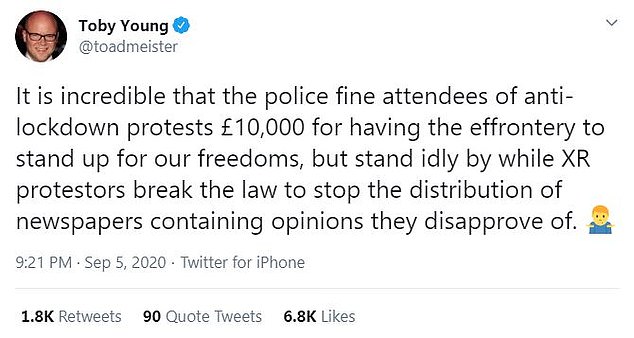 Toby Young
@toadmeister
It is incredible that the police fine attendees of anti-
lockdown protests £10,000 for having the effrontery to
stand up for our freedoms, but stand idly by while XR
protestors break the law to stop the distribution of
newspapers containing opinions they disapprove of. 🤷‍♂️
9:21 PM · Sep 5, 2020 · Twitter for iPhone
1.8K Retweets 90 Quote Tweets 6.8K Likes